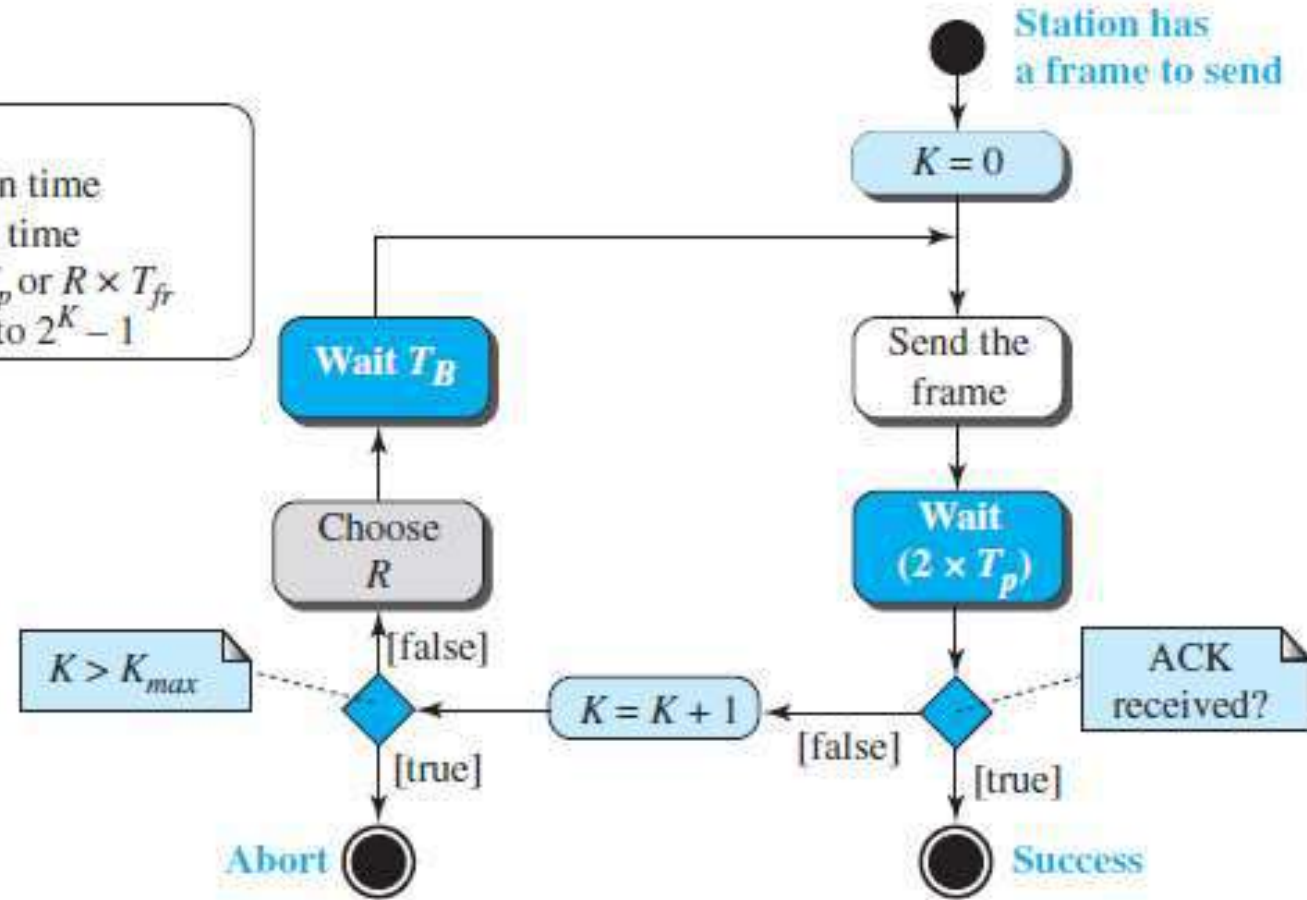 Station has
a frame to send
n time
time
p or R × Tfr
to 2^K – 1
K = 0
Wait TB
Send the
frame
Choose
R
Wait
(2 × Tp)
[false]
K > Kmax
K = K + 1
ACK
received?
[false]
[true]
[true]
Abort
Success